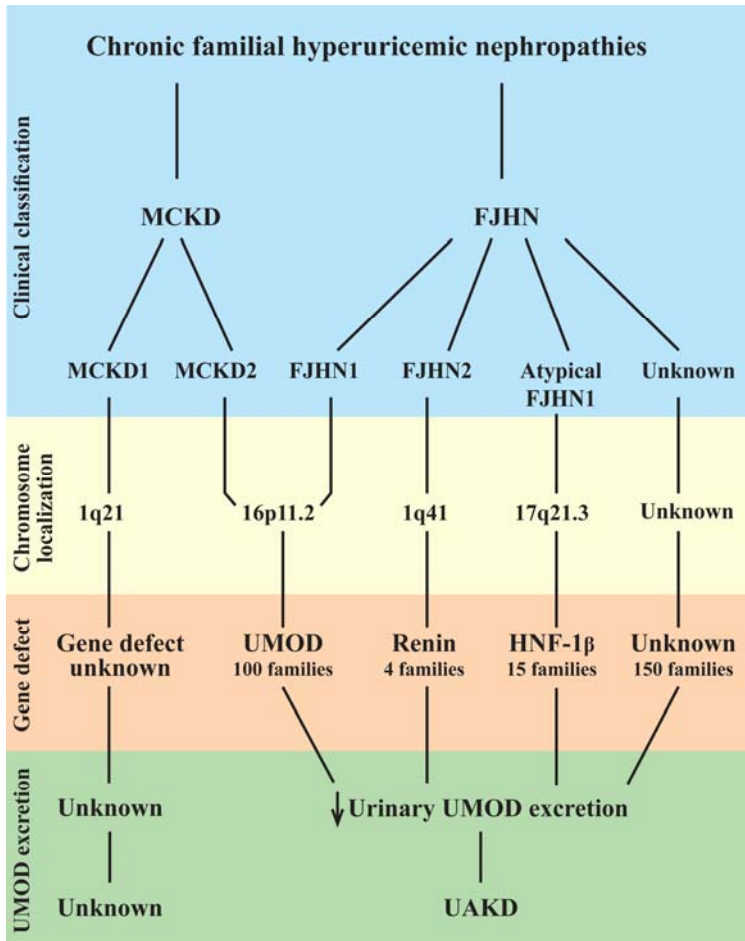 Chronic familial hyperuricemic nephropathies
Clinical classification
MCKD
FJHN
MCKD1
MCKD2
FJHN1
FJHN2
Atypical
FJHN1
Unknown
Chromosome
localization
1q21
16p11.2
1q41
17q21.3
Unknown
Gene defect
Gene defect
unknown
UMOD
100 families
Renin
4 families
HNF-1β
15 families
Unknown
150 families
UMOD excretion
Unknown
↓ Urinary UMOD excretion
Unknown
UAKD